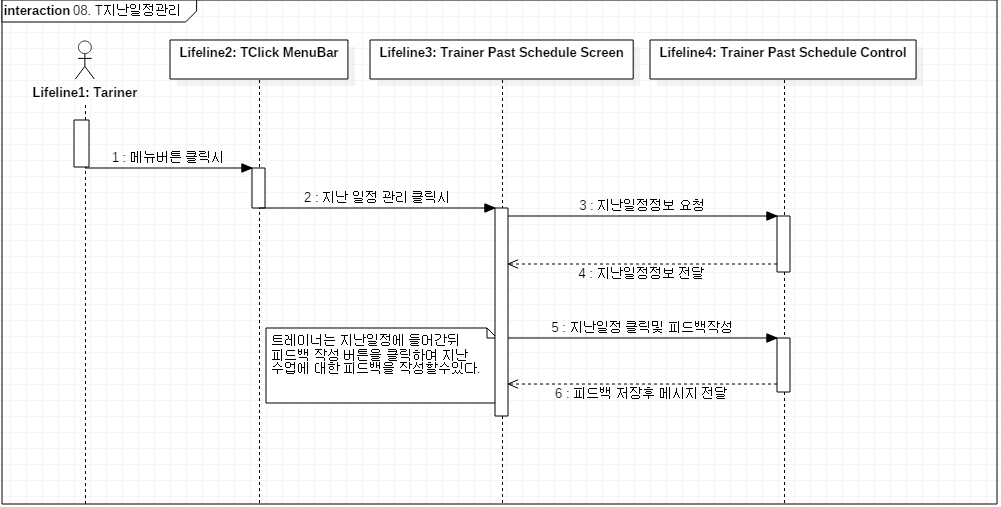 interaction 08. T지난일정관리
Lifeline1: Tariner
Lifeline2: TClick MenuBar
Lifeline3: Trainer Past Schedule Screen
Lifeline4: Trainer Past Schedule Control
1 : 메뉴버튼 클릭시
2 : 지난 일정 관리 클릭시
3 : 지난일정정보 요청
4 : 지난일정정보 전달
5 : 지난일정 클릭및 피드백작성
트레이너는 지난일정에 들어간뒤
피드백 작성 버튼을 클릭하며 지난
수업에 대한 피드백을 작성할수있다.
6 : 피드백 저장후 메시지 전달